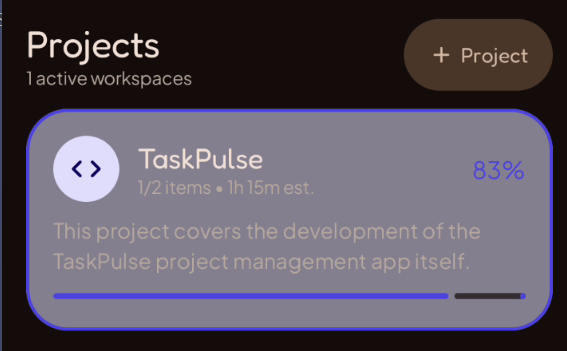 Projects
1 active workspaces
+ Project
TaskPulse
1/2 items • 1h 15m est.
83%
This project covers the development of the
TaskPulse project management app itself.